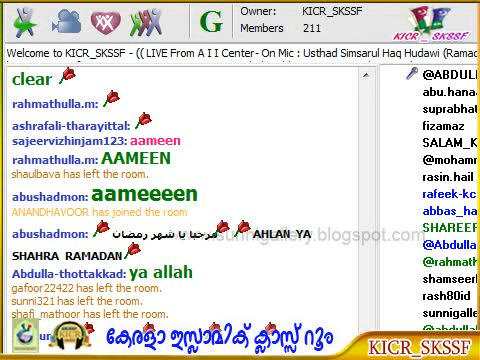 Owner: KICR_SKSSF
Members 211
G
KICR_SKSSF
Welcome to KICR_SKSSF - (( LIVE From A I I Center- On Mic : Usthad Simsarul Haq Hudawi (Ramad
clear
rahmathulla.m:
ashrafali-tharayittal:
sajeervizhinjam123: aameen
rahmathulla.m: AAMEEN
shaulbava has left the room.
abushadmon: aameeeen
ANANDHAVOOR has joined the room
abushadmon: مرحبا يا شهر رمضان AHLAN YA
SHAHRA RAMADAN
Abdulla-thottakkad: ya allah
gafoor22422 has left the room.
sunni321 has left the room.
shafi_mathoor has left the room.
@ABDULL
abu.hana
suprabhat
fizamaz
SALAM_K
@mohamm
rasin.hail
rafeek-kc
abbas_ha
SHAREEF
@Abdulla
@rahmath
shamseer
rash80id
sunnigalle
@abdulla
കേരളാ ഇസ്ലാമിക് ക്ലാസ്സ് റൂം
KICR_SKSSF